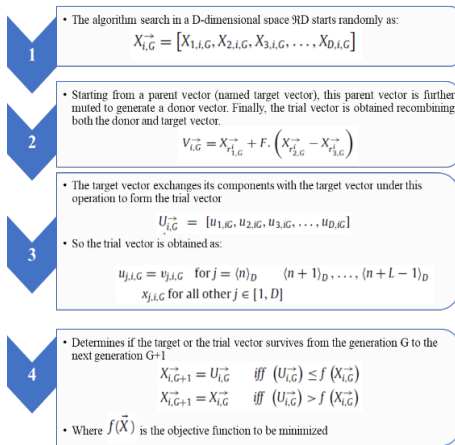 • The algorithm search in a D-dimensional space ℜD starts randomly as:
X⃗i,G = [X1,i,G, X2,i,G, X3,i,G, . . . , XD,i,G]
1
• Starting from a parent vector (named target vector), this parent vector is further
muted to generate a donor vector. Finally, the trial vector is obtained recombining
both the donor and target vector.
V⃗i,G = X⃗r1,G^i + F. (X⃗r2,G^i − X⃗r3,G^i)
2
• The target vector exchanges its components with the target vector under this
operation to form the trial vector
U⃗i,G = [u1,iG, u2,iG, u3,iG, . . . , uD,iG]
3
• So the trial vector is obtained as:
uj,i,G = vj,i,G for j = ⟨n⟩D ⟨n + 1⟩D, . . . , ⟨n + L − 1⟩D
xj,i,G for all other j ∈ [1, D]
• Determines if the target or the trial vector survives from the generation G to the
next generation G+1
4
X⃗i,G+1 = U⃗i,G iff (U⃗i,G) ≤ f (X⃗i,G)
X⃗i,G+1 = X⃗i,G iff (U⃗i,G) > f (X⃗i,G)
• Where f(X⃗) is the objective function to be minimized